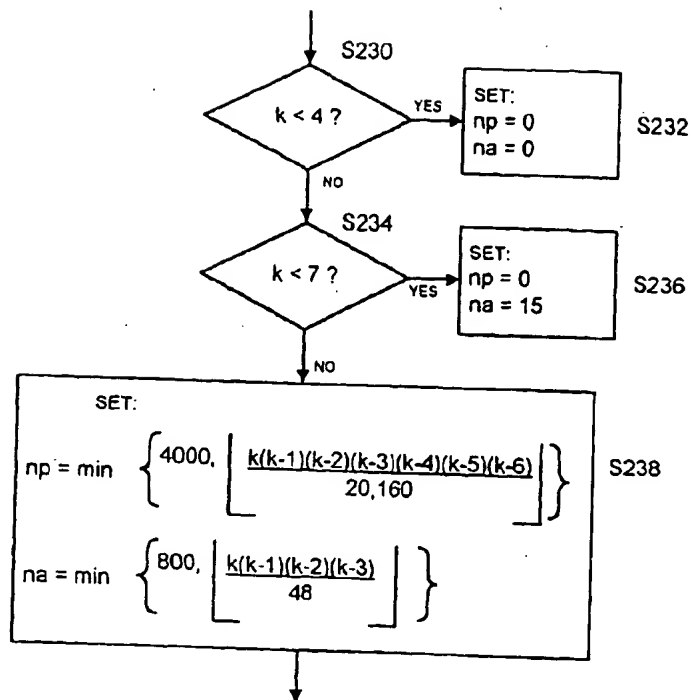 S230
k < 4 ?
YES
SET:
np = 0
na = 0
S232
NO
S234
k < 7 ?
YES
SET:
np = 0
na = 15
S236
NO
SET:
np = min { 4000, ⌊ k(k-1)(k-2)(k-3)(k-4)(k-5)(k-6)
20,160 ⌋ }
S238
na = min { 800, ⌊ k(k-1)(k-2)(k-3)
48 ⌋ }